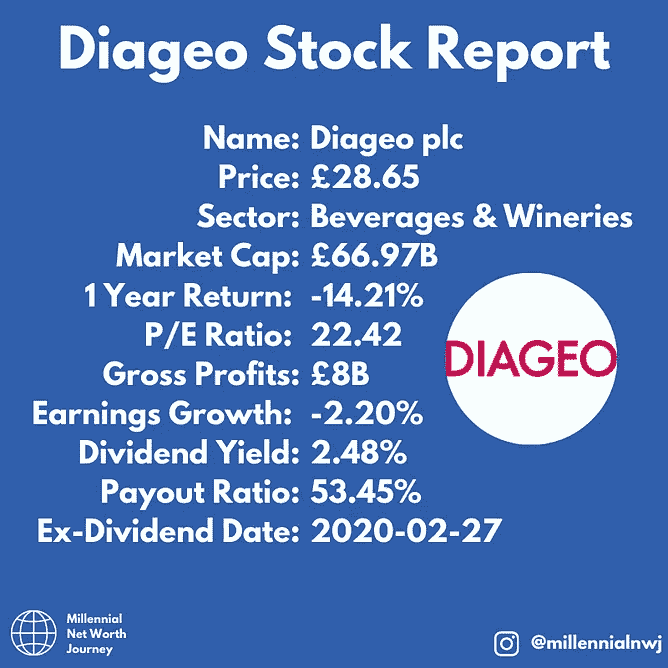 Diageo Stock Report
Name: Diageo plc
Price: £28.65
Sector: Beverages & Wineries
Market Cap: £66.97B
1 Year Return: -14.21%
P/E Ratio: 22.42
Gross Profits: £8B
Earnings Growth: -2.20%
Dividend Yield: 2.48%
Payout Ratio: 53.45%
Ex-Dividend Date: 2020-02-27
DIAGEO
Millennial
Net Worth
Journey
@millennialnwj